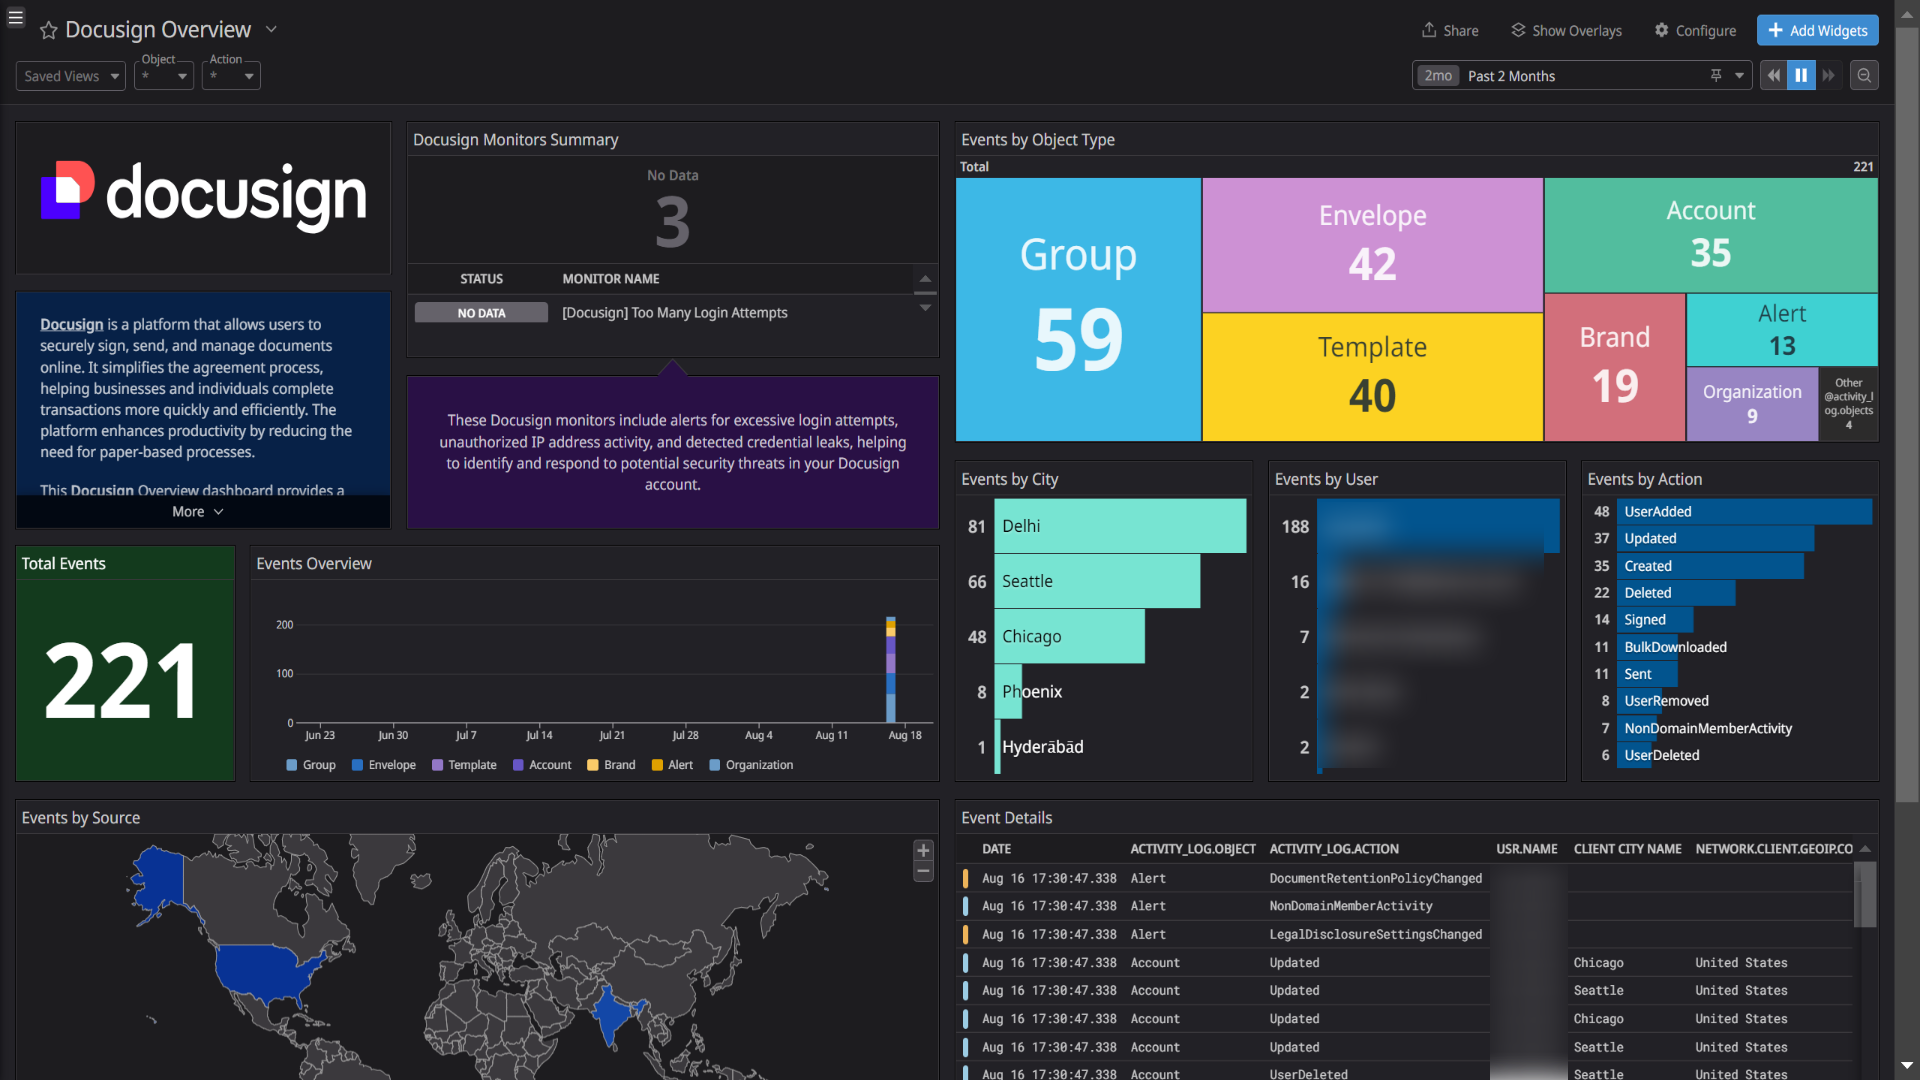 Docusign Overview
Share
Show Overlays
Configure
Add Widgets
Saved Views
Object
*
Action
*
2mo
Past 2 Months
docusign
Docusign is a platform that allows users to
securely sign, send, and manage documents
online. It simplifies the agreement process,
helping businesses and individuals complete
transactions more quickly and efficiently. The
platform enhances productivity by reducing the
need for paper-based processes.
This Docusign Overview dashboard provides a
More
Docusign Monitors Summary
No Data
3
STATUS MONITOR NAME
NO DATA [Docusign] Too Many Login Attempts
These Docusign monitors include alerts for excessive login attempts,
unauthorized IP address activity, and detected credential leaks, helping
to identify and respond to potential security threats in your Docusign
account.
Events by Object Type
Total 221
Group
59
Envelope
42
Template
40
Account
35
Brand
19
Alert
13
Organization
9
Other
@activity_l
og.objects
4
Total Events
221
Events Overview
200
100
0
Jun 23 Jun 30 Jul 7 Jul 14 Jul 21 Jul 28 Aug 4 Aug 11 Aug 18
Group Envelope Template Account Brand Alert Organization
Events by City
81 Delhi
66 Seattle
48 Chicago
8 Phoenix
1 Hyderābād
Events by User
188
16
7
2
2
Events by Action
48 UserAdded
37 Updated
35 Created
22 Deleted
14 Signed
11 BulkDownloaded
11 Sent
8 UserRemoved
7 NonDomainMemberActivity
6 UserDeleted
Events by Source
+
−
Event Details
DATE ACTIVITY_LOG.OBJECT ACTIVITY_LOG.ACTION USR.NAME CLIENT CITY NAME NETWORK.CLIENT.GEOIP.CO
Aug 16 17:30:47.338 Alert DocumentRetentionPolicyChanged
Aug 16 17:30:47.338 Alert NonDomainMemberActivity
Aug 16 17:30:47.338 Alert LegalDisclosureSettingsChanged
Aug 16 17:30:47.338 Account Updated Chicago United States
Aug 16 17:30:47.338 Account Updated Seattle United States
Aug 16 17:30:47.338 Account Updated Chicago United States
Aug 16 17:30:47.338 Account Updated Seattle United States
Aug 16 17:30:47.338 Account UserDeleted Seattle United States